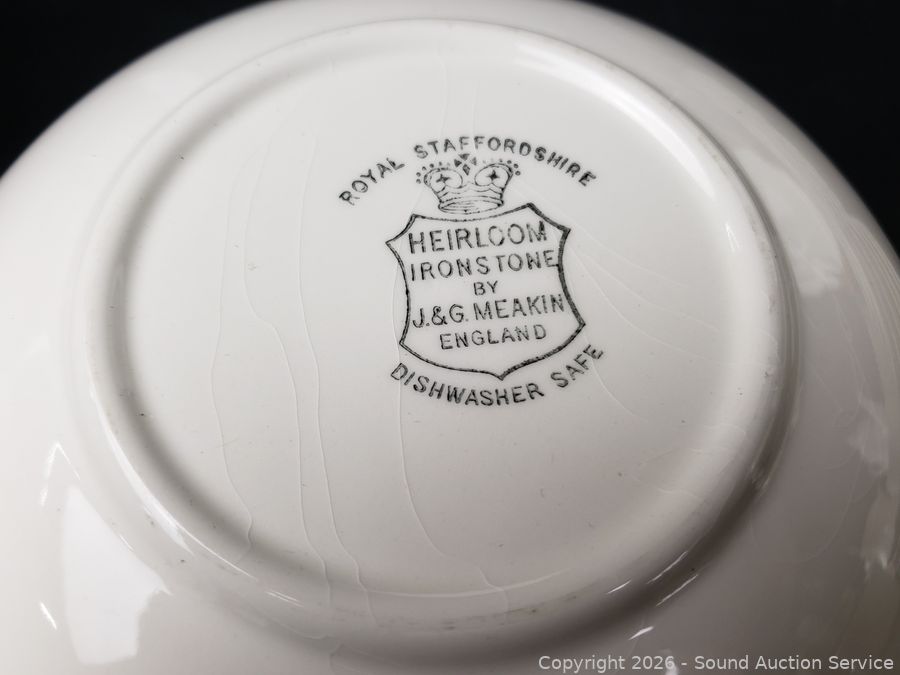 ROYAL STAFFORDSHIRE
HEIRLOOM
IRONSTONE
BY
J.&G. MEAKIN
ENGLAND
DISHWASHER SAFE
Copyright 2026 - Sound Auction Service